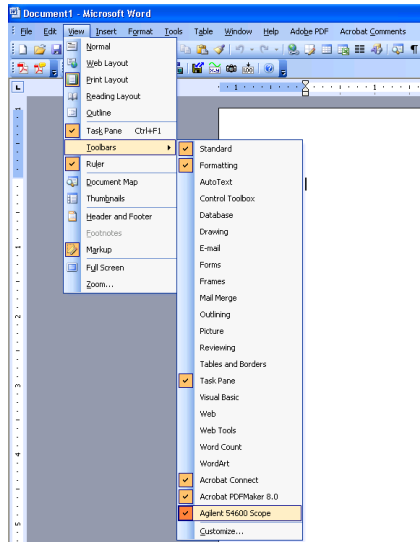 Document1 - Microsoft Word
File Edit View Insert Format Tools Table Window Help Adobe PDF Acrobat Comments
Normal
Web Layout
Print Layout
Reading Layout
Outline
Task Pane Ctrl+F1
Toolbars
Ruler
Document Map
Thumbnails
Header and Footer
Footnotes
Markup
Full Screen
Zoom...
Standard
Formatting
AutoText
Control Toolbox
Database
Drawing
E-mail
Forms
Frames
Mail Merge
Outlining
Picture
Reviewing
Tables and Borders
Task Pane
Visual Basic
Web
Web Tools
Word Count
WordArt
Acrobat Connect
Acrobat PDFMaker 8.0
Agilent 54600 Scope
Customize...